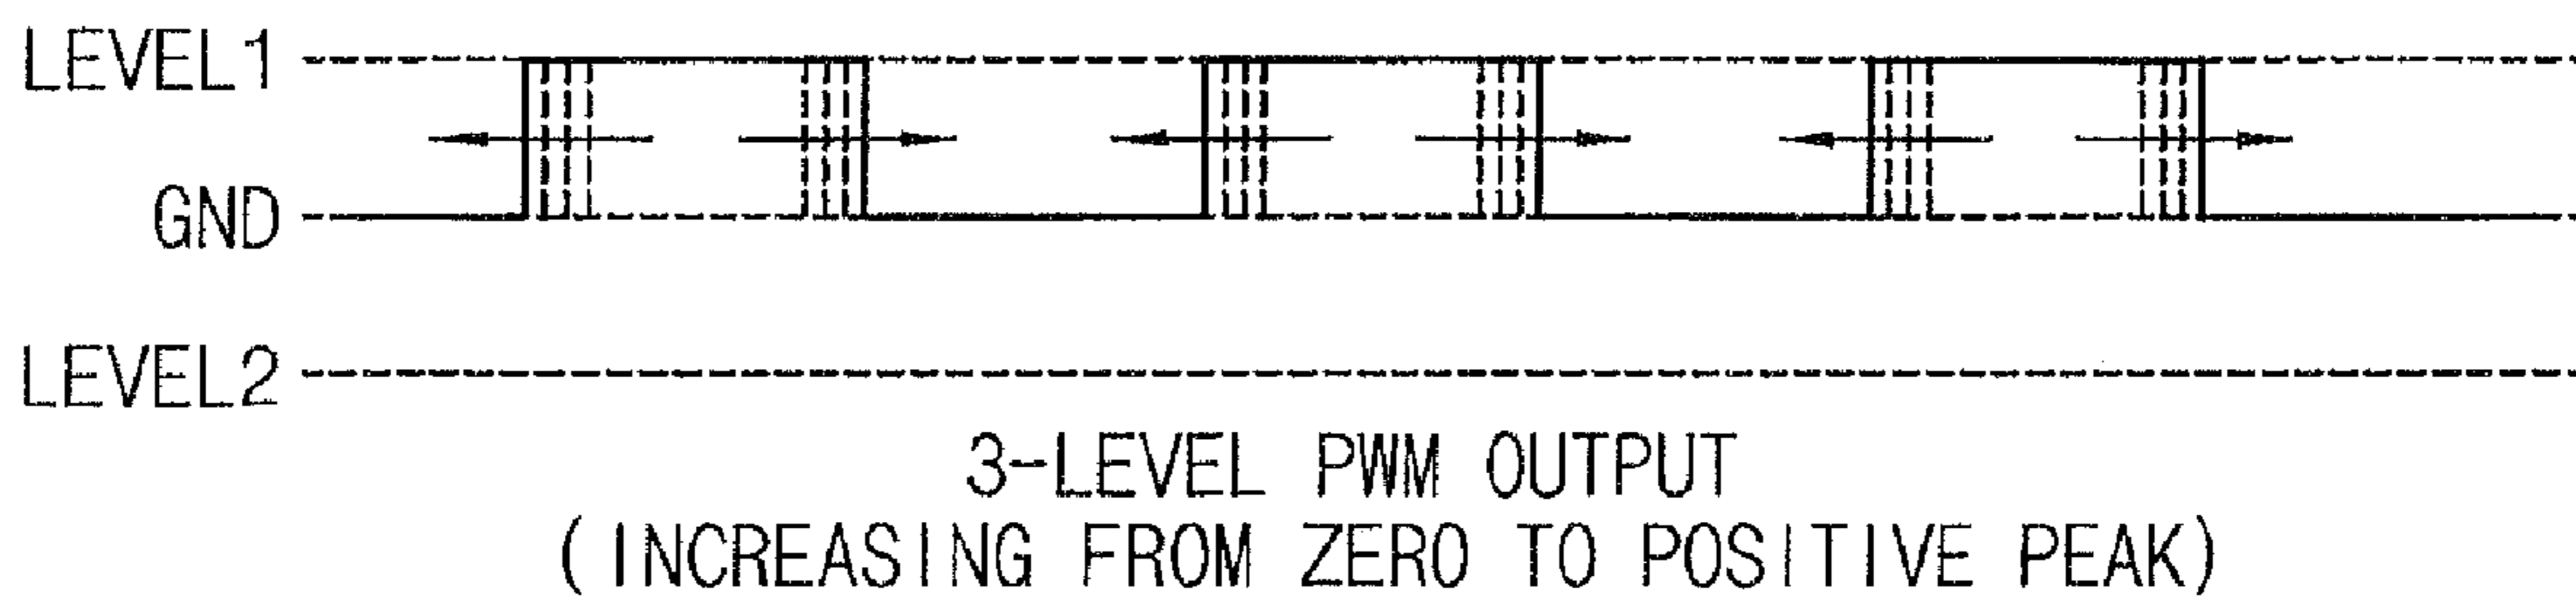 LEVEL1
GND
LEVEL2
3-LEVEL PWM OUTPUT
(INCREASING FROM ZERO TO POSITIVE PEAK)